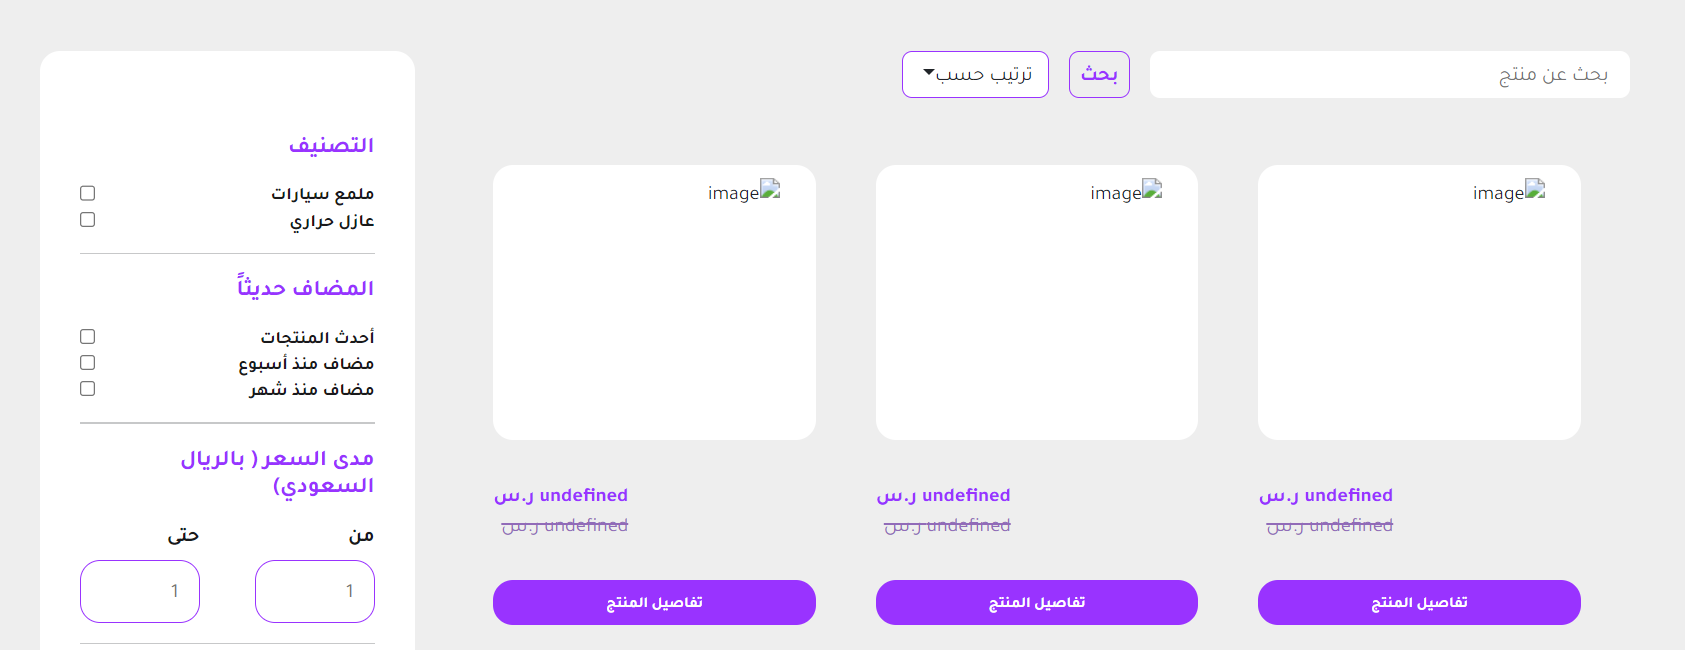 بحث عن منتج
بحث
ترتيب حسب
image
image
image
undefined ر.س
undefined ر.س
undefined ر.س
undefined ر.س
undefined ر.س
undefined ر.س
تفاصيل المنتج
تفاصيل المنتج
تفاصيل المنتج
التصنيف
ملمع سيارات
عازل حراري
المضاف حديثاً
أحدث المنتجات
مضاف منذ أسبوع
مضاف منذ شهر
مدى السعر ( بالريال
السعودي)
من
حتى
1
1